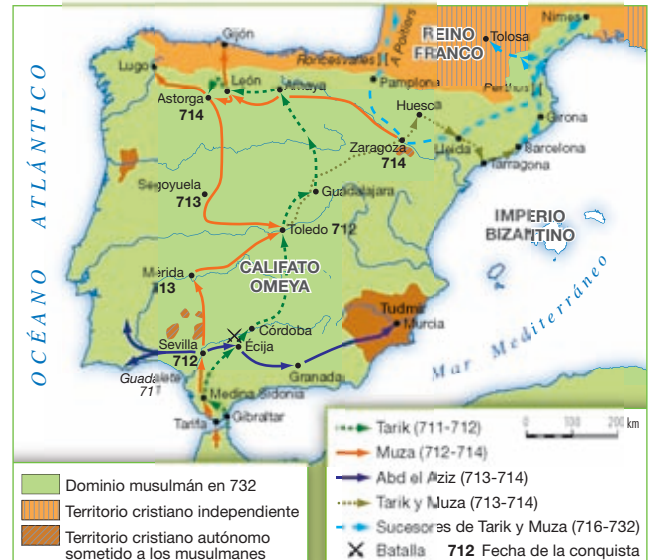 Nimes
Gijón
REINO
FRANCO
Tolosa
A Poitiers
Roncesvalles
Lugo
León
Amaya
Pamplona
Astorga
714
Huesca
Girona
Zaragoza
714
Lleida
Barcelona
Tarragona
OCÉANO ATLÁNTICO
Segoyuela
713
Guadalajara
IMPERIO
BIZANTINO
Toledo 712
CALIFATO
OMEYA
Mérida
713
Mar Mediterráneo
Tudmir
Murcia
Córdoba
Écija
Sevilla
712
Granada
Guadalete
711
Medina Sidonia
Tarifa
Gibraltar
0 100 200 km
Tarik (711-712)
Muza (712-714)
Abd el Aziz (713-714)
Tarik y Muza (713-714)
Sucesores de Tarik y Muza (716-732)
Batalla 712 Fecha de la conquista
Dominio musulmán en 732
Territorio cristiano independiente
Territorio cristiano autónomo
sometido a los musulmanes